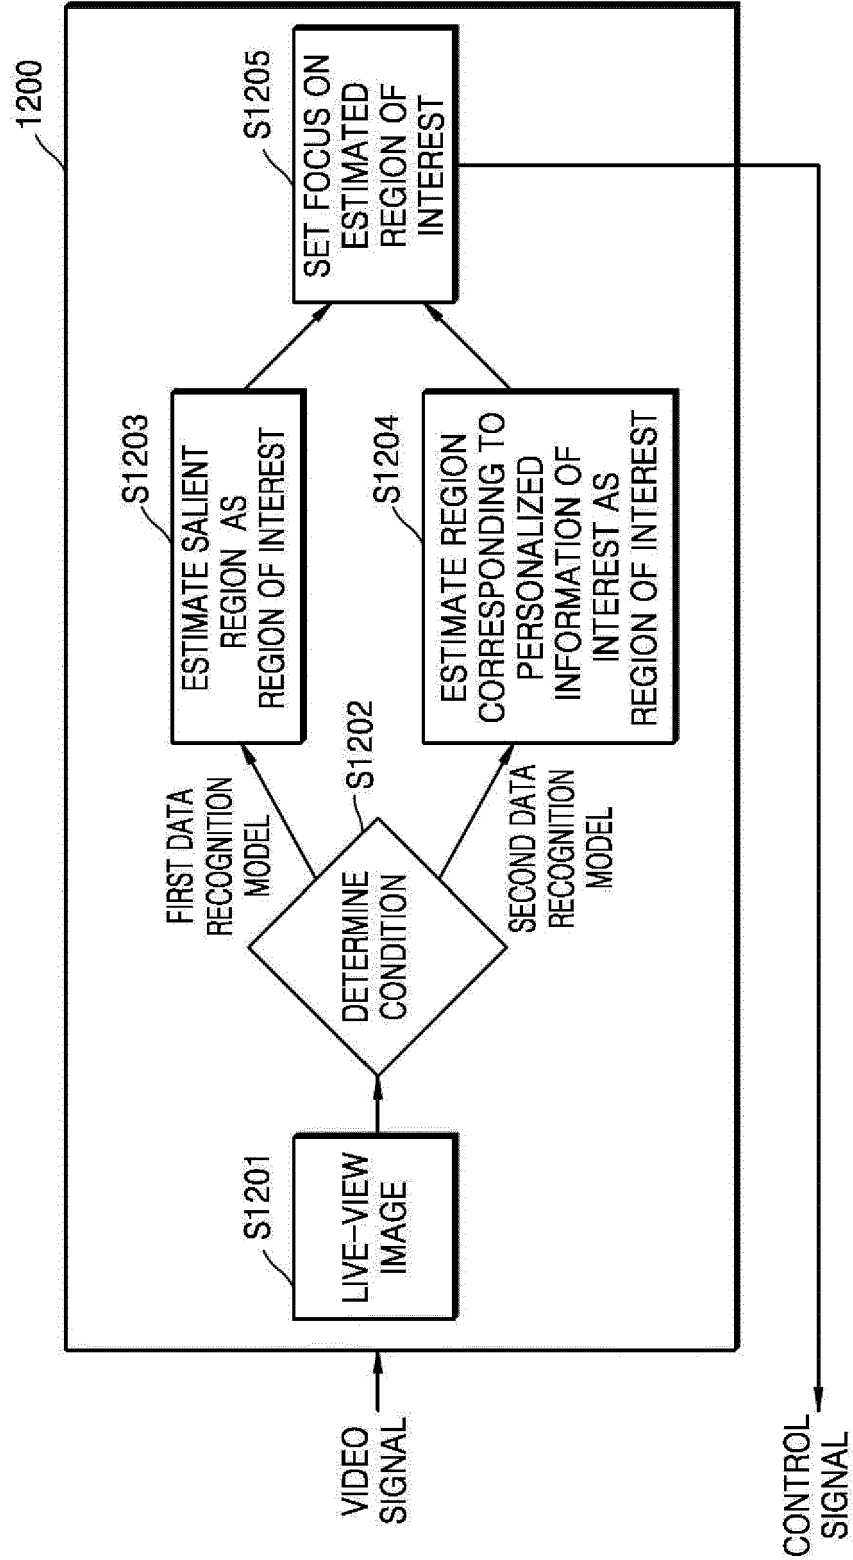 1200
VIDEO
SIGNAL
S1201
LIVE-VIEW
IMAGE
S1202
DETERMINE
CONDITION
FIRST DATA
RECOGNITION
MODEL
SECOND DATA
RECOGNITION
MODEL
S1203
ESTIMATE SALIENT
REGION AS
REGION OF INTEREST
S1204
ESTIMATE REGION
CORRESPONDING TO
PERSONALIZED
INFORMATION OF
INTEREST AS
REGION OF INTEREST
S1205
SET FOCUS ON
ESTIMATED
REGION OF
INTEREST
CONTROL
SIGNAL